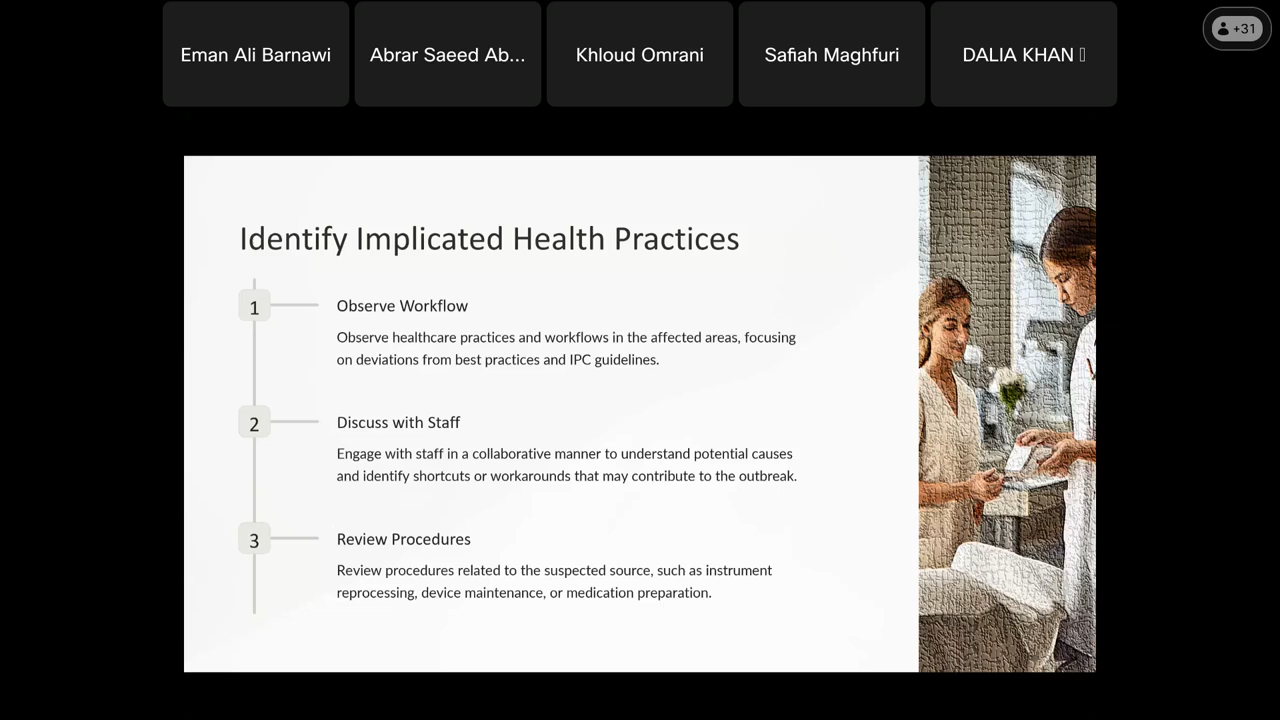 Eman Ali Barnawi
Abrar Saeed Ab...
Khloud Omrani
Safiah Maghfuri
DALIA KHAN
+31
Identify Implicated Health Practices
1
Observe Workflow
Observe healthcare practices and workflows in the affected areas, focusing
on deviations from best practices and IPC guidelines.
2
Discuss with Staff
Engage with staff in a collaborative manner to understand potential causes
and identify shortcuts or workarounds that may contribute to the outbreak.
3
Review Procedures
Review procedures related to the suspected source, such as instrument
reprocessing, device maintenance, or medication preparation.